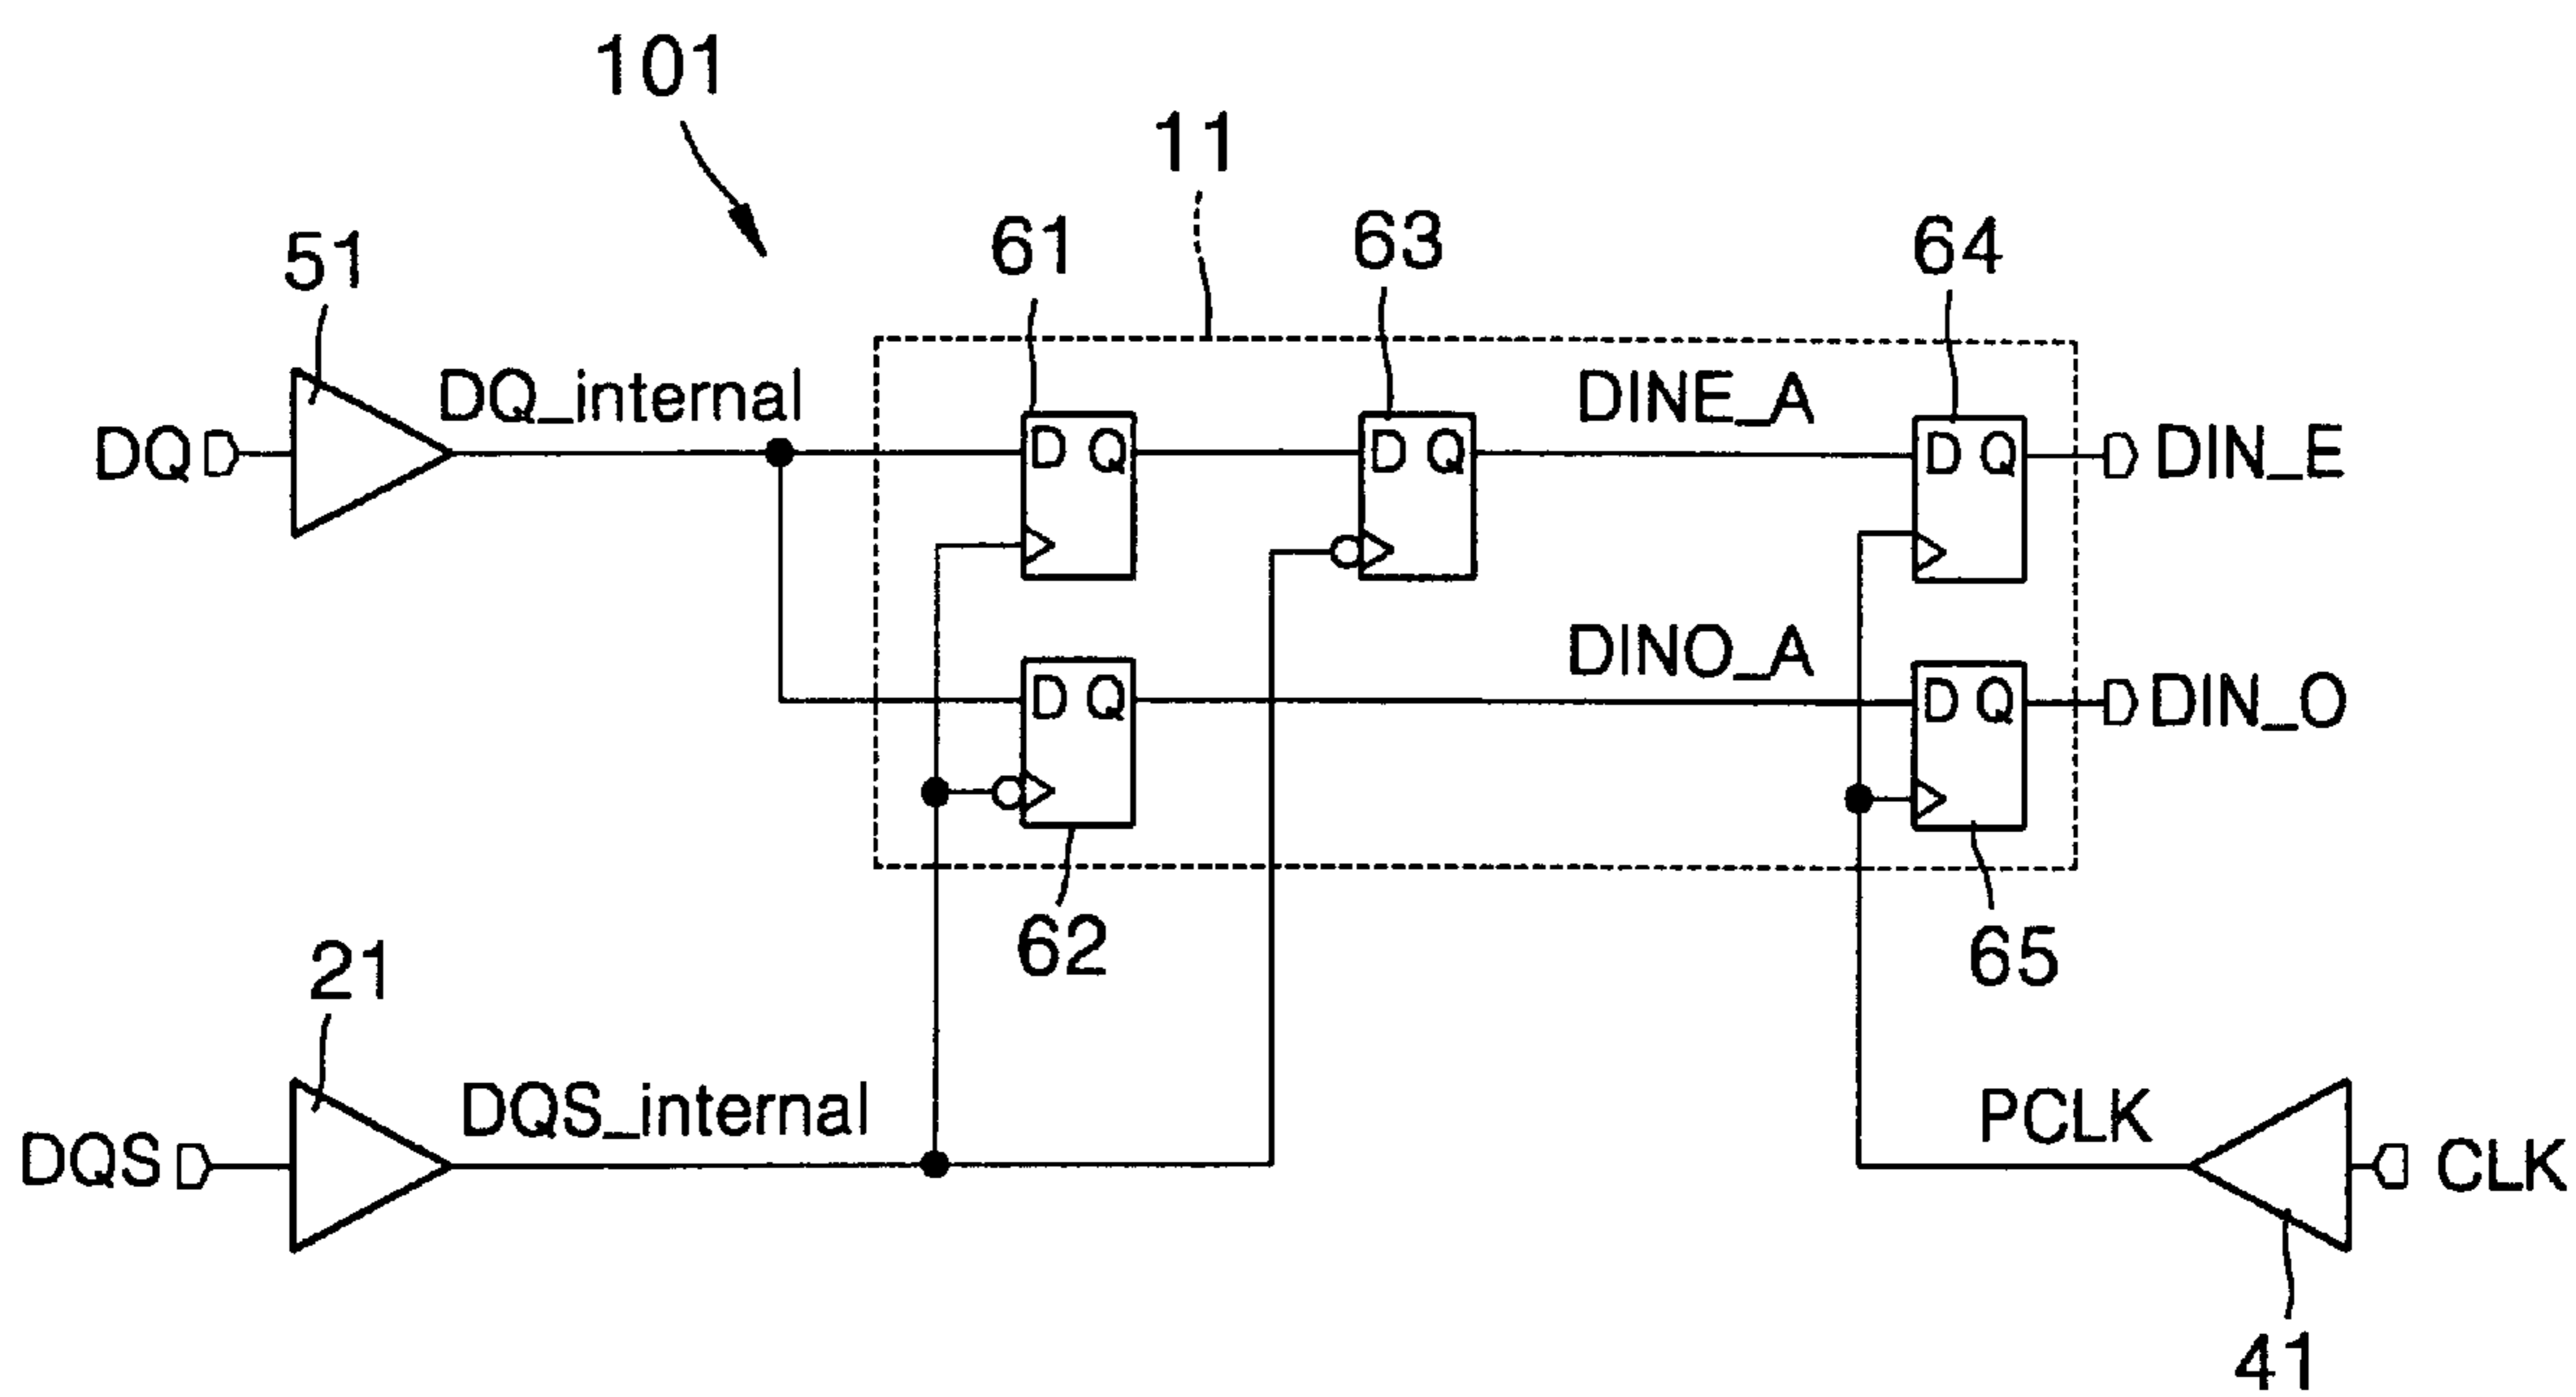 101
11
51
61
63
64
DQ
DQ_internal
D Q
D Q
DINE_A
D Q
DIN_E
D Q
DINO_A
D Q
DIN_O
62
65
21
DQS
DQS_internal
PCLK
CLK
41